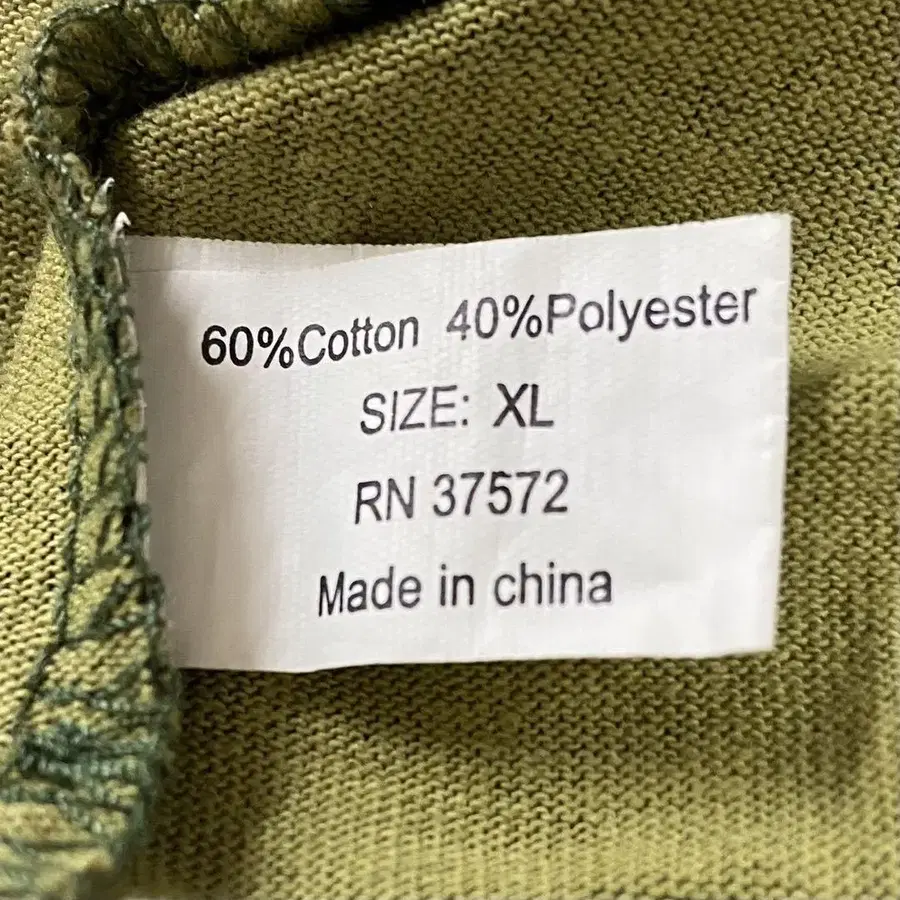 60%Cotton 40%Polyester
SIZE: XL
RN 37572
Made in china